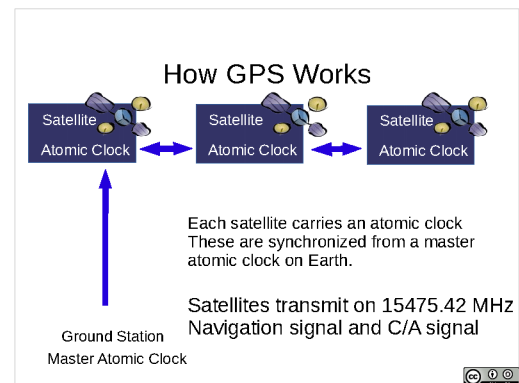 How GPS Works
Satellite
Atomic Clock
Satellite
Atomic Clock
Satellite
Atomic Clock
Each satellite carries an atomic clock
These are synchronized from a master
atomic clock on Earth.
Satellites transmit on 15475.42 MHz
Navigation signal and C/A signal
Ground Station
Master Atomic Clock
cc